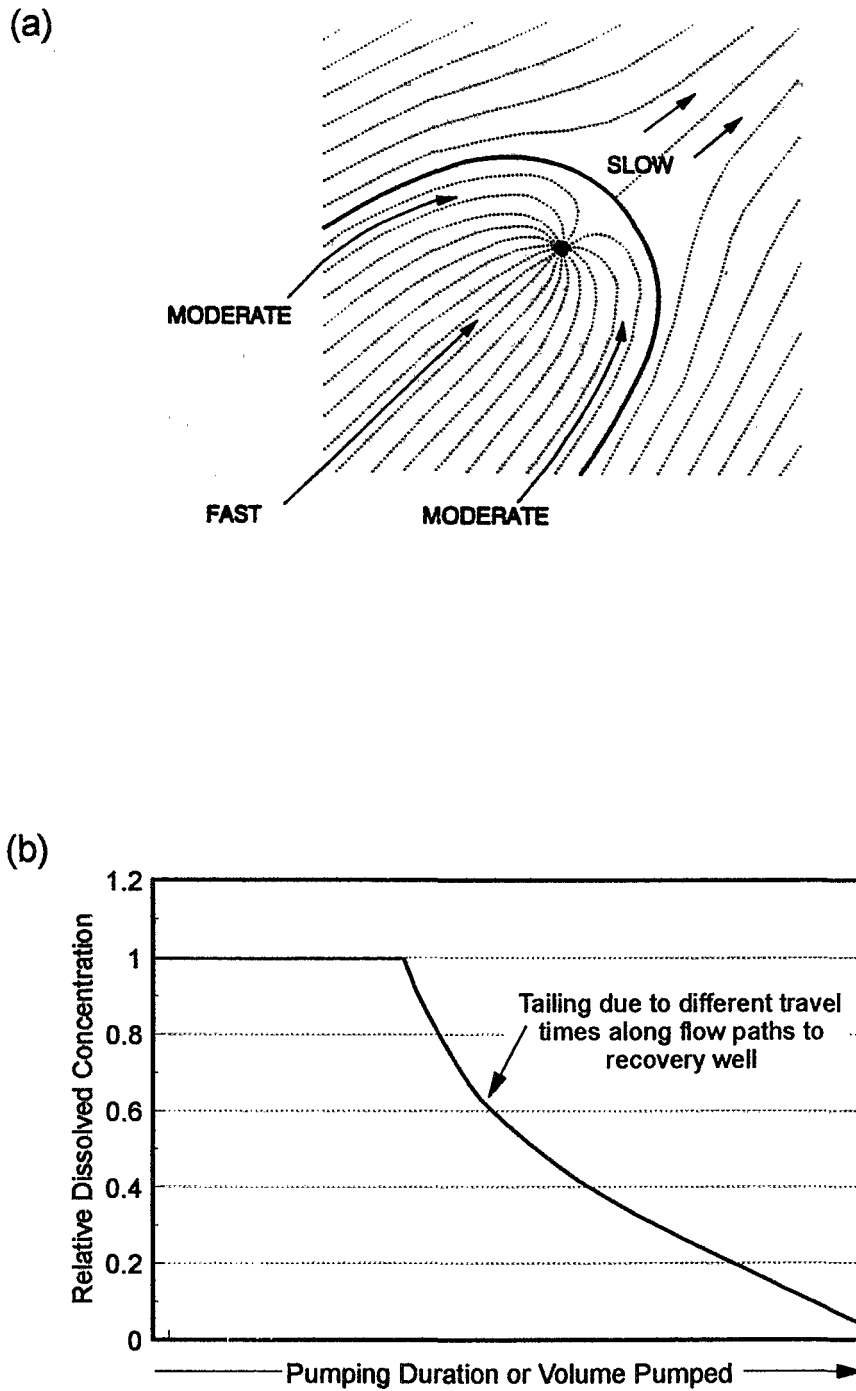 (a)
SLOW
MODERATE
FAST
MODERATE
(b)
1.2
1
0.8
0.6
0.4
0.2
0
Relative Dissolved Concentration
Tailing due to different travel
times along flow paths to
recovery well
Pumping Duration or Volume Pumped